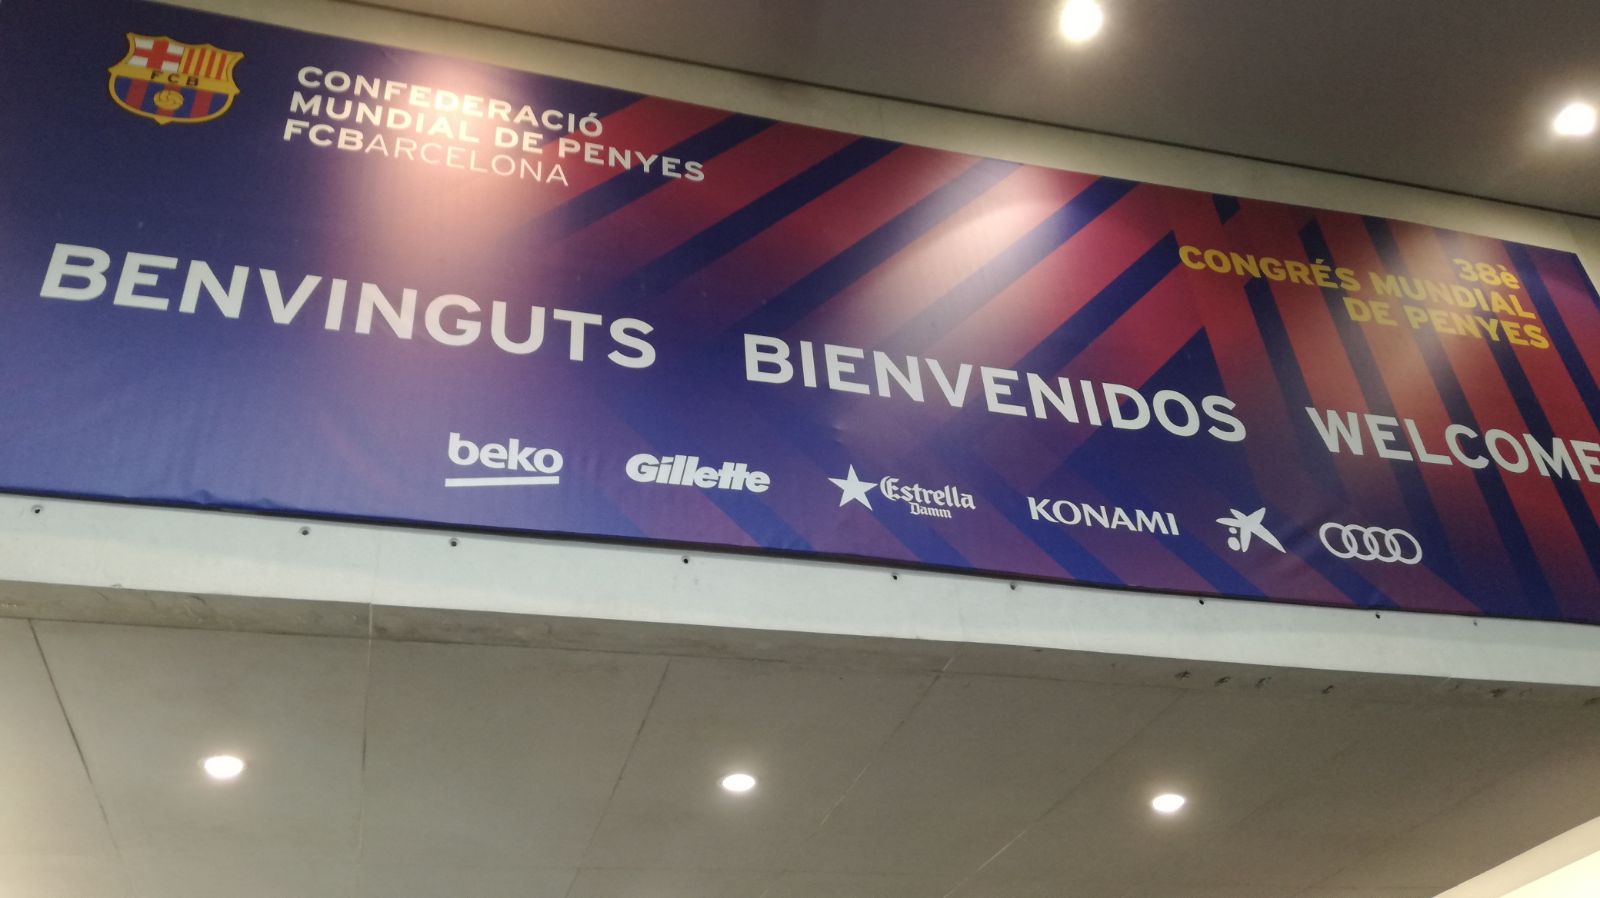 FCB
CONFEDERACIÓ
MUNDIAL DE PENYES
FCBARCELONA
38è
CONGRÉS MUNDIAL
DE PENYES
BENVINGUTS BIENVENIDOS WELCOME
beko Gillette Estrella Damm KONAMI